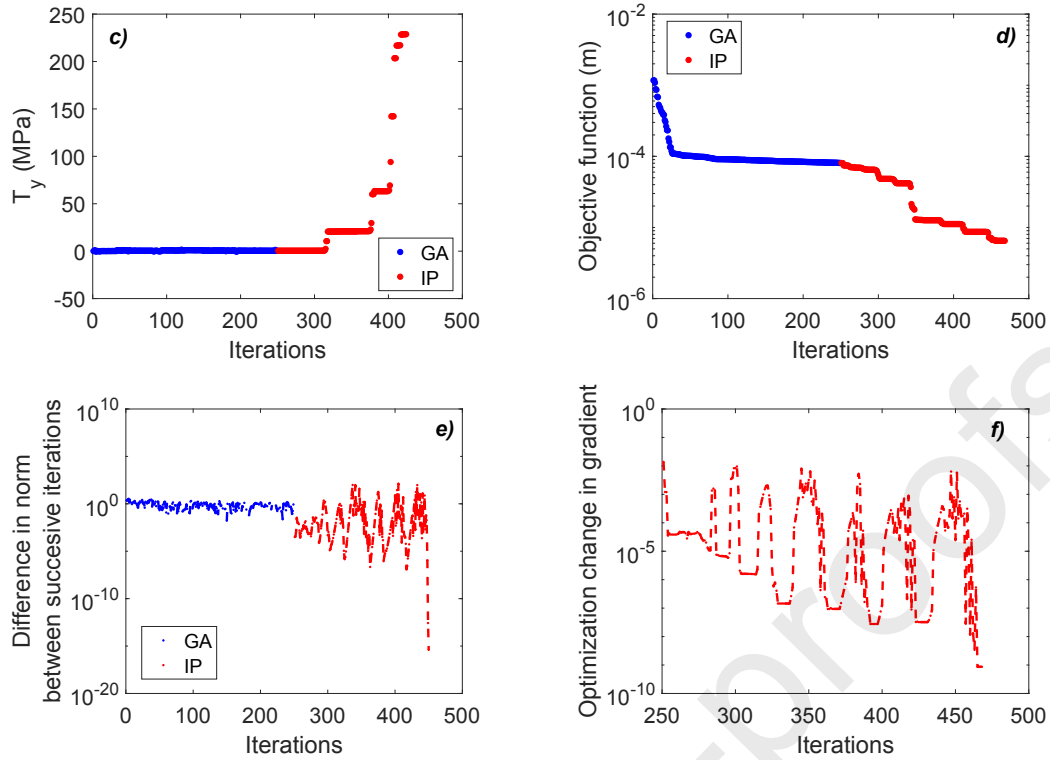 c)
250
200
150
100
50
0
-50
T_y (MPa)
GA
IP
0 100 200 300 400 500
Iterations
d)
10^-2
10^-4
10^-6
Objective function (m)
GA
IP
0 100 200 300 400 500
Iterations
e)
10^10
10^0
10^-10
10^-20
Difference in norm
between succesive iterations
GA
IP
0 100 200 300 400 500
Iterations
f)
10^0
10^-5
10^-10
Optimization change in gradient
250 300 350 400 450 500
Iterations
proofs